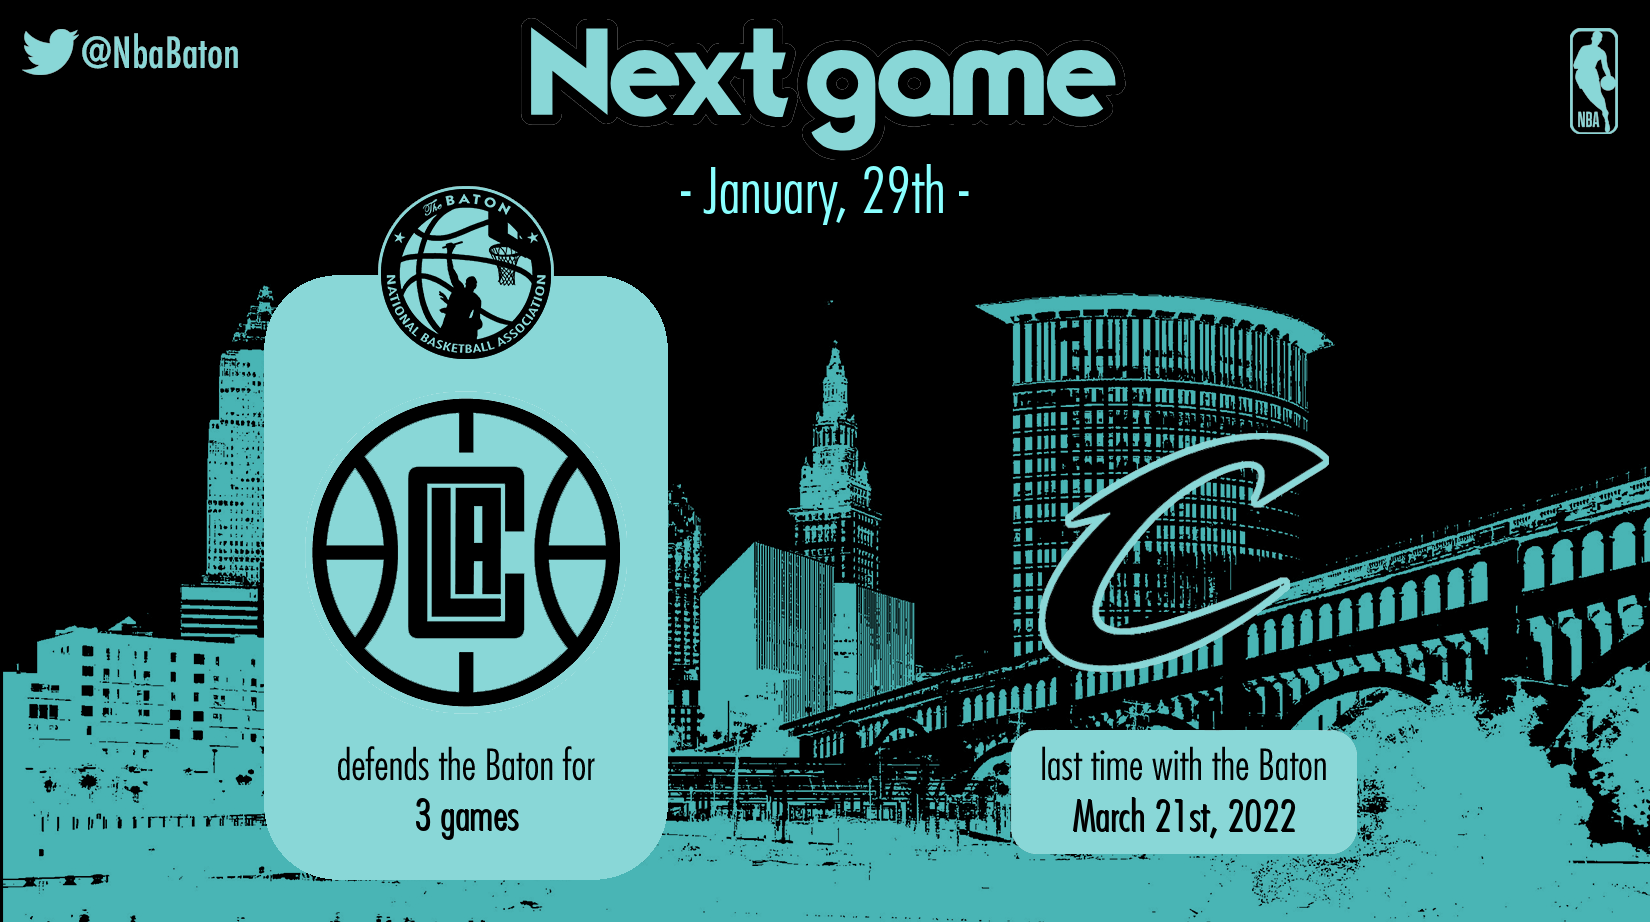 @NbaBaton
Next game
NBA
- January, 29th -
The BATON
NATIONAL BASKETBALL ASSOCIATION
LAC
defends the Baton for
3 games
C
last time with the Baton
March 21st, 2022